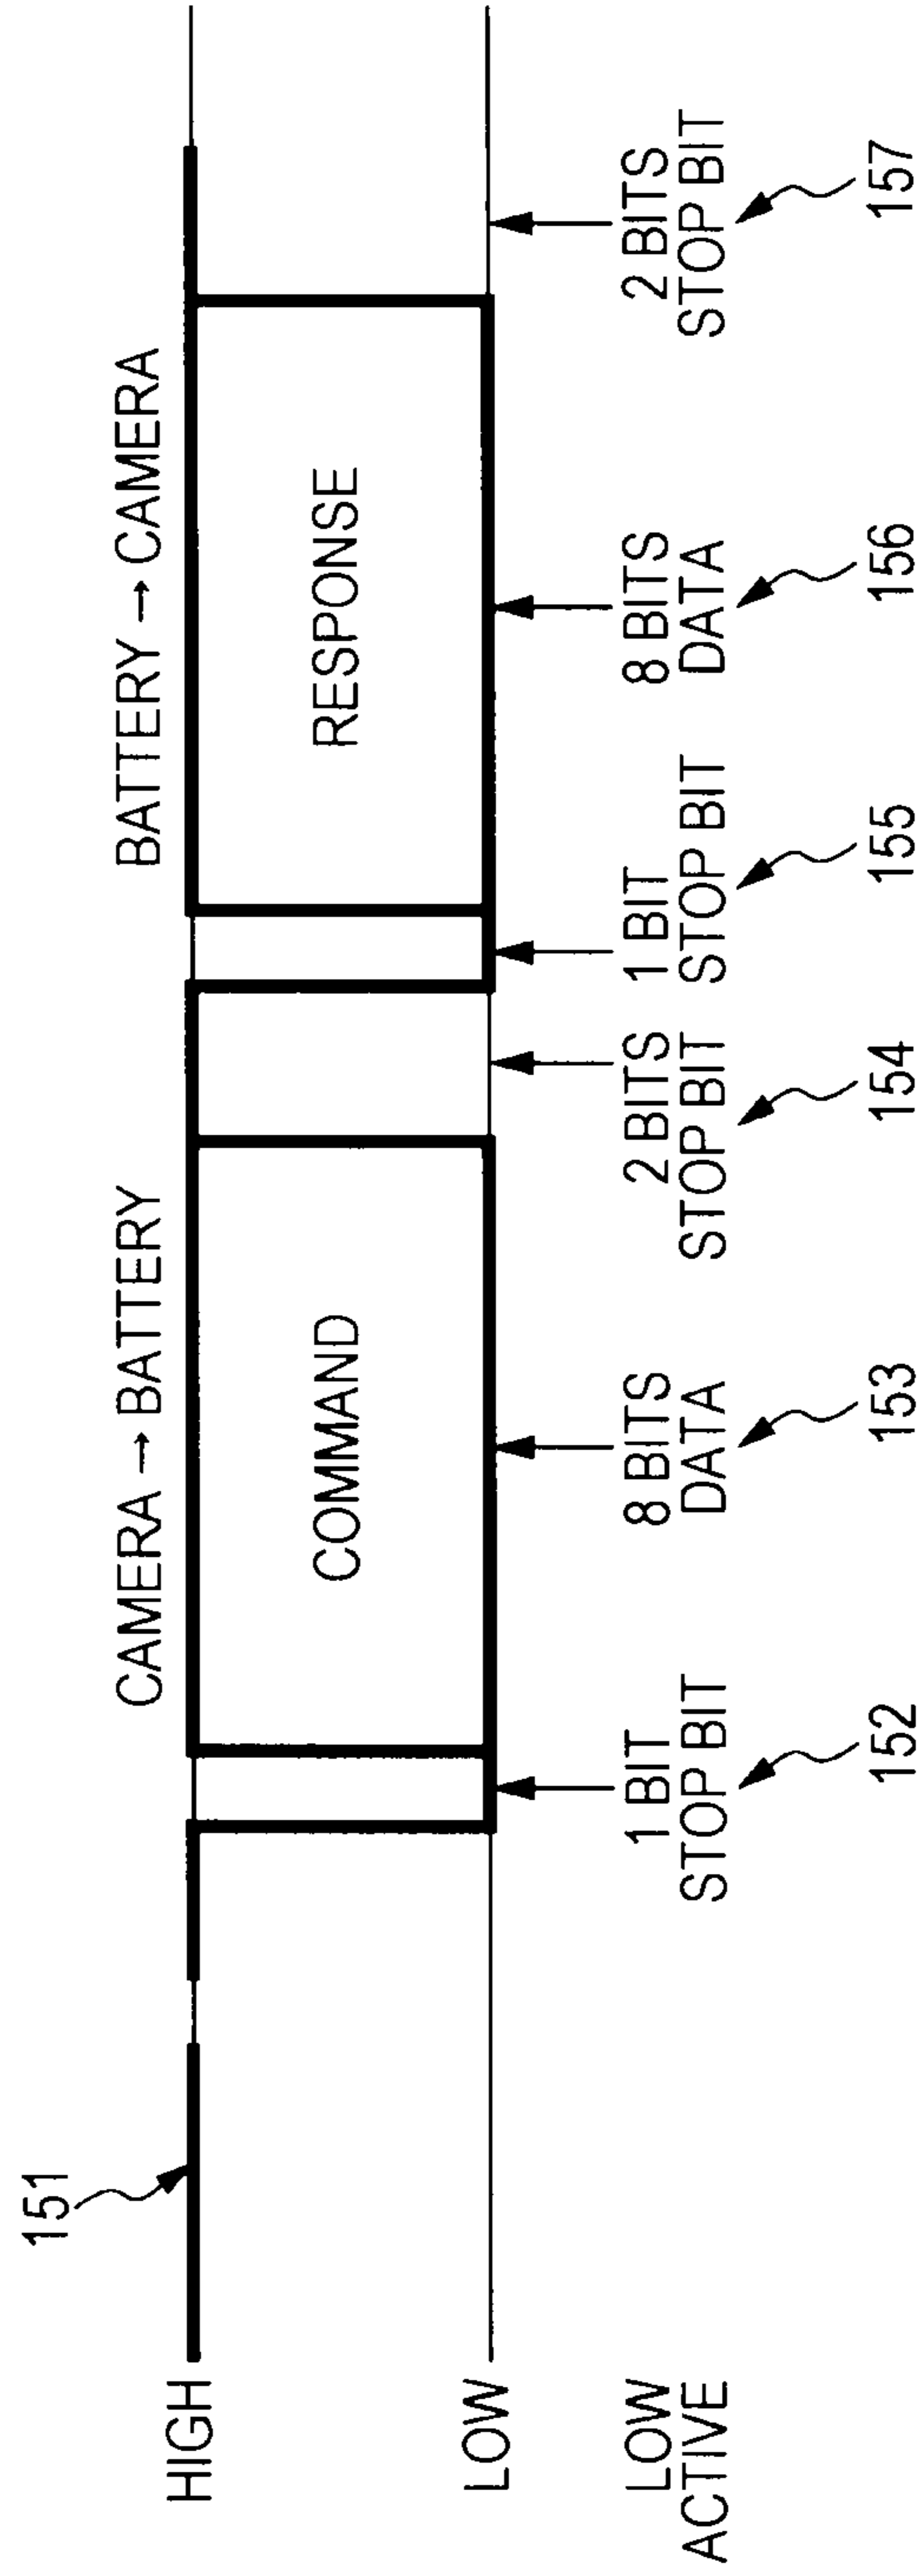 151
CAMERA → BATTERY
BATTERY → CAMERA
HIGH
COMMAND
RESPONSE
LOW
LOW
ACTIVE
1 BIT
STOP BIT
152
8 BITS
DATA
153
2 BITS
STOP BIT
154
1 BIT
STOP BIT
155
8 BITS
DATA
156
2 BITS
STOP BIT
157